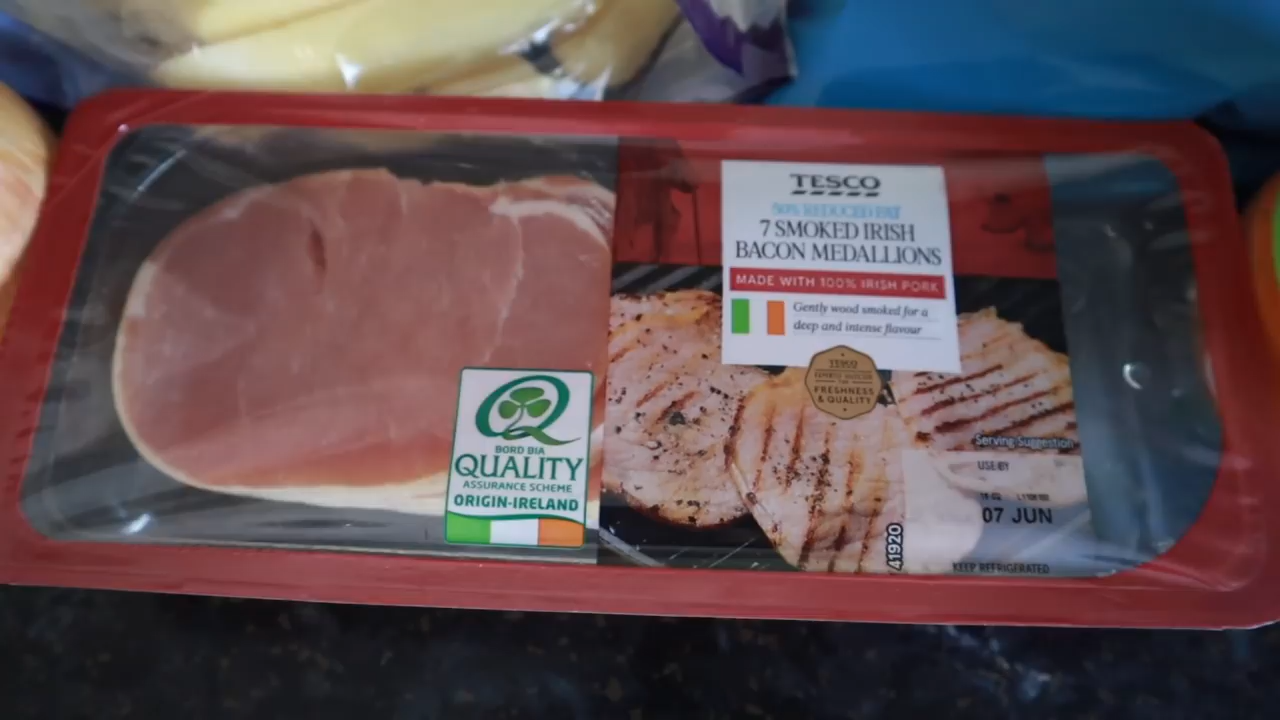 TESCO
50% REDUCED FAT
7 SMOKED IRISH
BACON MEDALLIONS
MADE WITH 100% IRISH PORK
Gently wood smoked for a
deep and intense flavour
TESCO
FRESHNESS
& QUALITY
BORD BIA
QUALITY
ASSURANCE SCHEME
ORIGIN-IRELAND
Serving Suggestion
USE BY
07 JUN
41920
KEEP REFRIGERATED